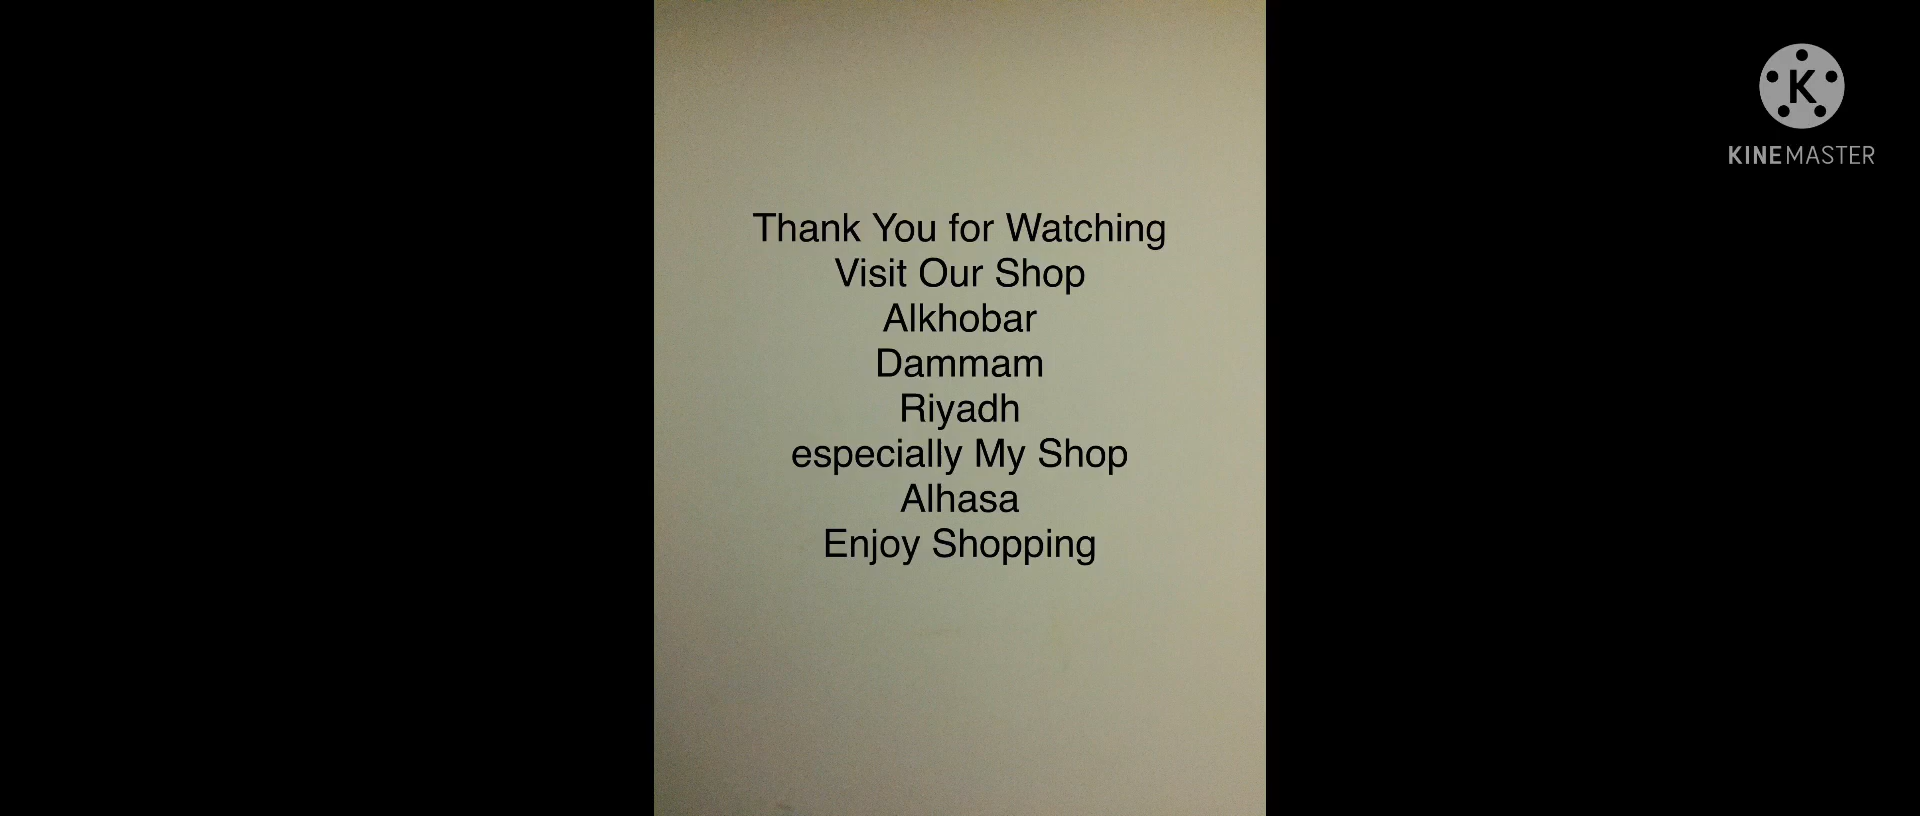 Thank You for Watching
Visit Our Shop
Alkhobar
Dammam
Riyadh
especially My Shop
Alhasa
Enjoy Shopping
K
KINEMASTER